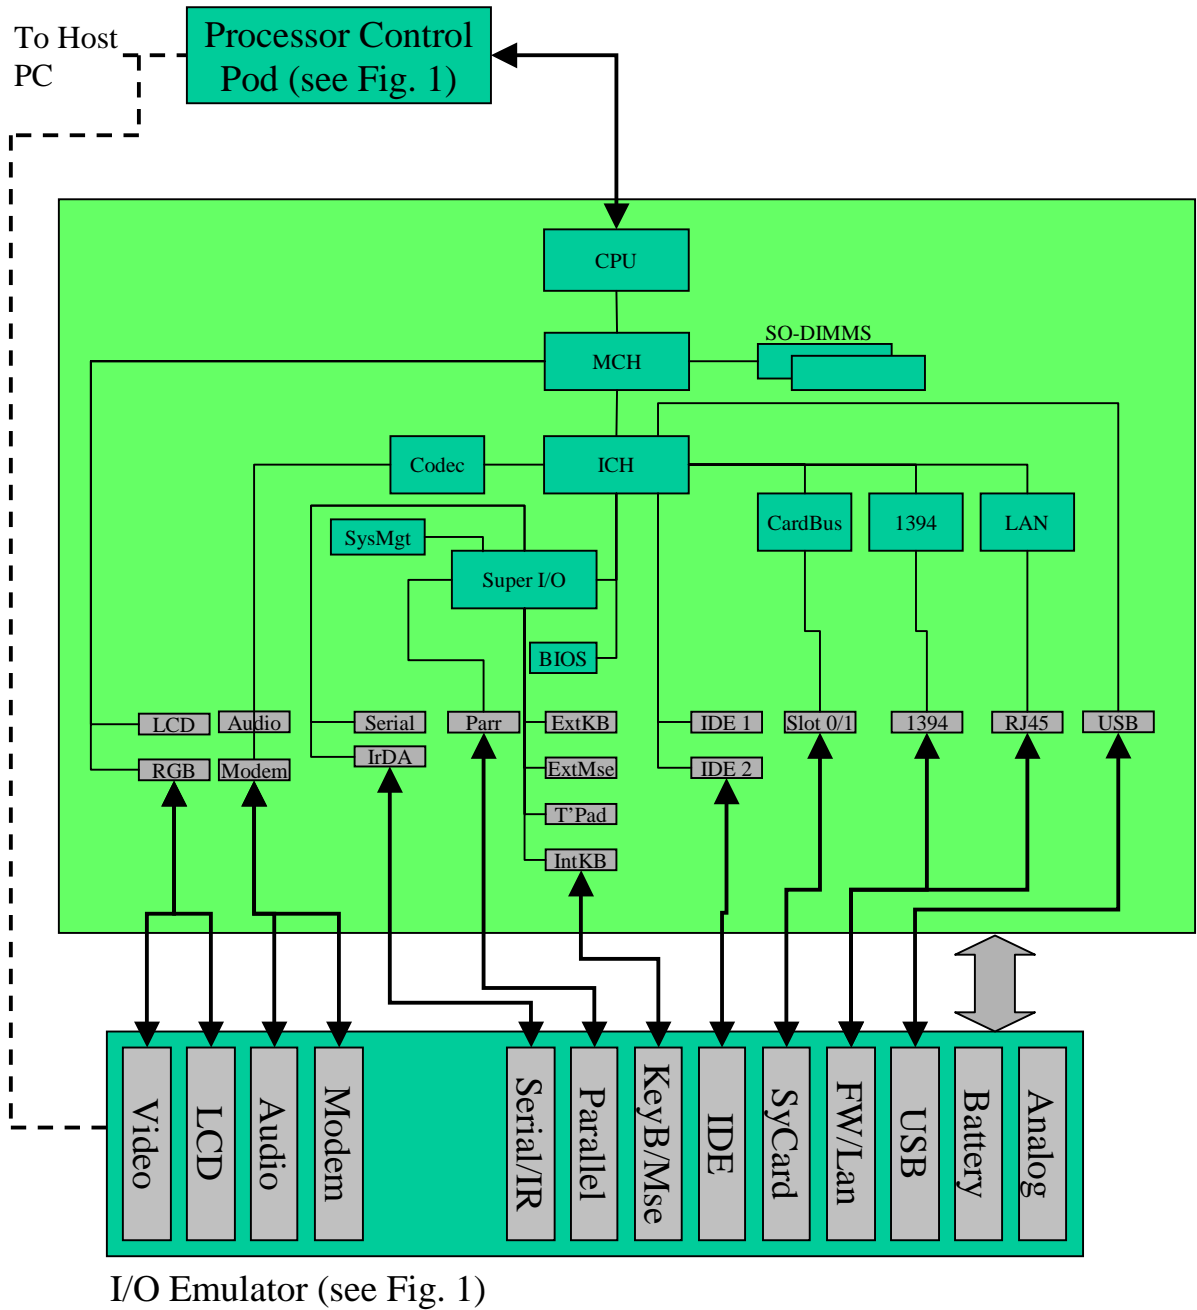 To Host
PC
Processor Control
Pod (see Fig. 1)
CPU
SO-DIMMS
MCH
Codec
ICH
CardBus
1394
LAN
SysMgt
Super I/O
BIOS
LCD
Audio
Serial
Parr
ExtKB
IDE 1
Slot 0/1
1394
RJ45
USB
RGB
Modem
IrDA
ExtMse
IDE 2
T'Pad
IntKB
Video
LCD
Audio
Modem
Serial/IR
Parallel
KeyB/Mse
IDE
SyCard
FW/Lan
USB
Battery
Analog
I/O Emulator (see Fig. 1)